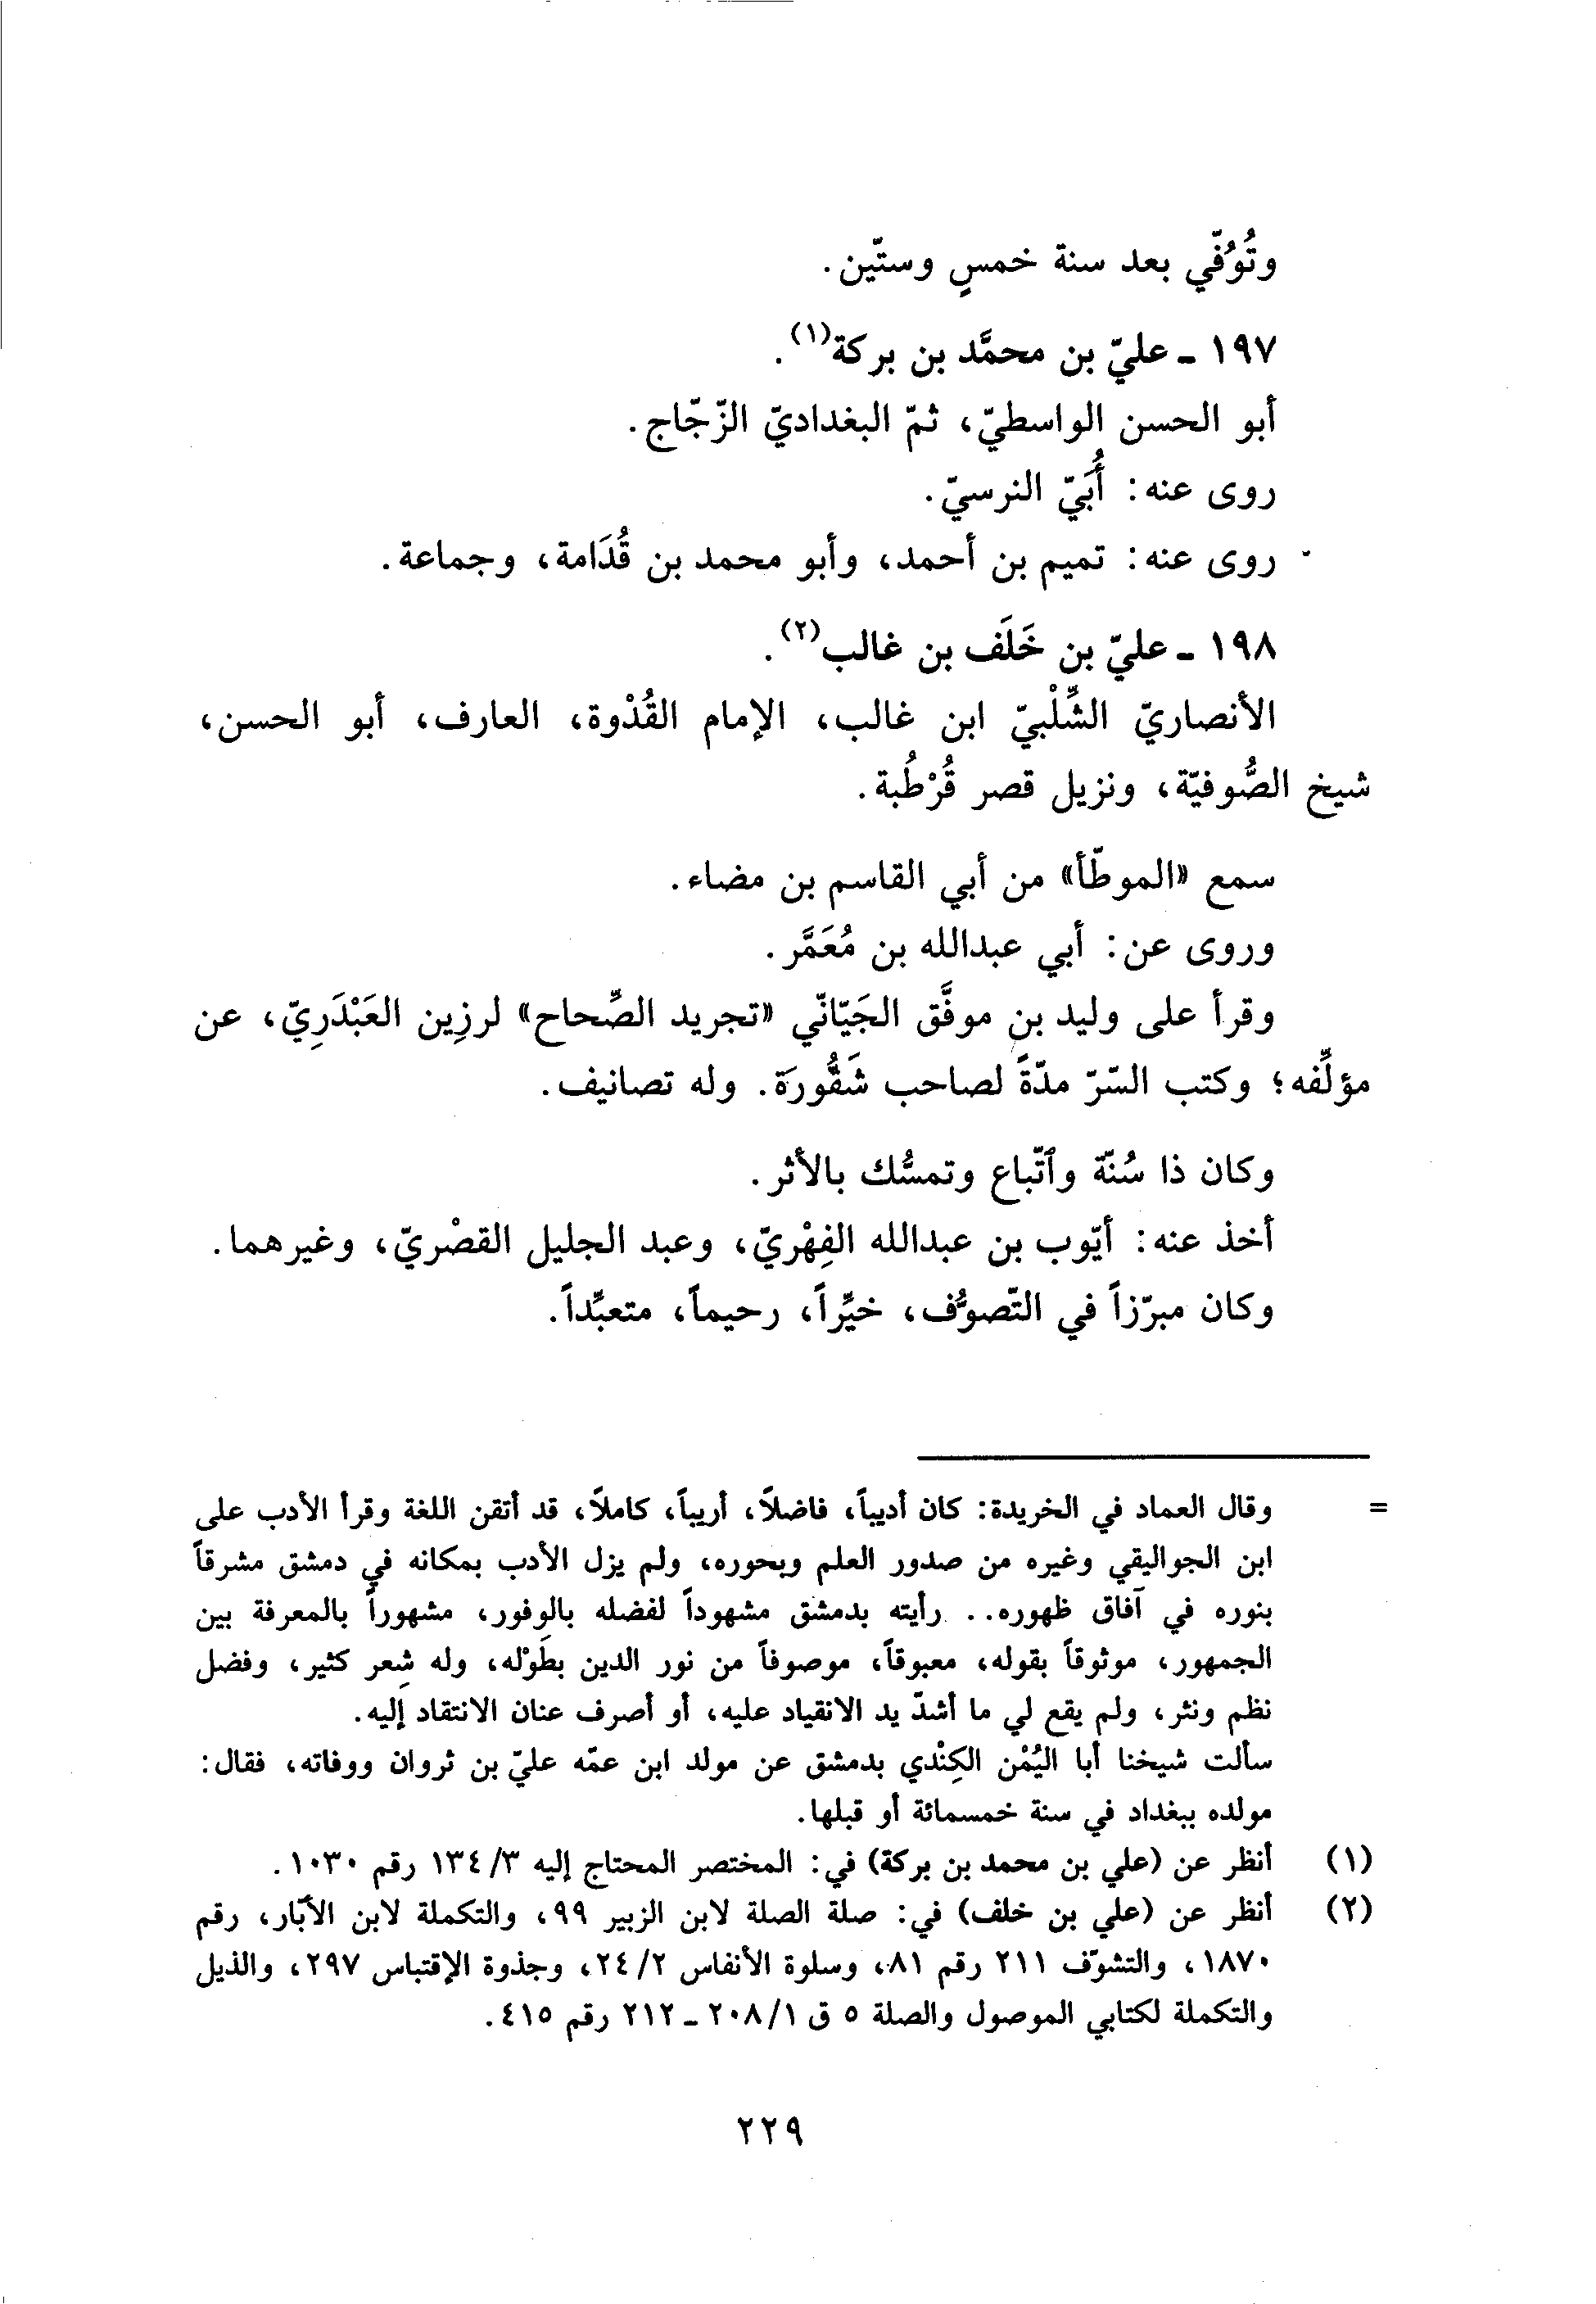 وتُوُفّي بعد سنة خمسٍ وستّين.
١٩٧ - عليّ بن محمَّد بن بركة(١).
أبو الحسن الواسطيّ، ثمّ البغداديّ الزّجّاج.
روى عنه: أُبَيّ النرسيّ.
روى عنه: تميم بن أحمد، وأبو محمد بن قُدَامة، وجماعة.
١٩٨ - عليّ بن خَلَف بن غالب(٢).
الأنصاريّ الشِّلْبيّ ابن غالب، الإمام القُدْوة، العارف، أبو الحسن،
شيخ الصُّوفيّة، ونزيل قصر قُرْطُبة.
سمع «الموطّأ» من أبي القاسم بن مضاء.
وروى عن: أبي عبدالله بن مُعَمَّر.
وقرأ على وليد بن موفَّق الجَيّانّي «تجريد الصِّحاح» لرزِين العَبْدَرِيّ، عن
مؤلِّفه؛ وكتب السّرّ مدّةً لصاحب شَقُّورَة. وله تصانيف.
وكان ذا سُنّة وٱتّباع وتمسُّك بالأثر.
أخذ عنه: أيّوب بن عبدالله الفِهْريّ، وعبد الجليل القصْريّ، وغيرهما.
وكان مبرّزاً في التّصوُّف، خيِّراً، رحيماً، متعبِّداً.
= وقال العماد في الخريدة: كان أديباً، فاضلاً، أريباً، كاملاً، قد أتقن اللغة وقرأ الأدب على
ابن الجواليقي وغيره من صدور العلم وبحوره، ولم يزل الأدب بمكانه في دمشق مشرقاً
بنوره في آفاق ظهوره.. رأيته بدمشق مشهوداً لفضله بالوفور، مشهوراً بالمعرفة بين
الجمهور، موثوقاً بقوله، معبوقاً، موصوفاً من نور الدين بطَوْله، وله شِعر كثير، وفضل
نظم ونثر، ولم يقع لي ما أشدّ يد الانقياد عليه، أو أصرف عنان الانتقاد إليه.
سألت شيخنا أبا اليُمْن الكِنْدي بدمشق عن مولد ابن عمّه عليّ بن ثروان ووفاته، فقال:
مولده ببغداد في سنة خمسمائة أو قبلها.
(١) أنظر عن (علي بن محمد بن بركة) في: المختصر المحتاج إليه ٣/ ١٣٤ رقم ١٠٣٠.
(٢) أنظر عن (علي بن خلف) في: صلة الصلة لابن الزبير ٩٩، والتكملة لابن الأبّار، رقم
١٨٧٠، والتشوّف ٢١١ رقم ٨١، وسلوة الأنفاس ٢/ ٢٤، وجذوة الإقتباس ٢٩٧، والذيل
والتكملة لكتابي الموصول والصلة ٥ ق ١/ ٢٠٨ - ٢١٢ رقم ٤١٥.
٢٢٩